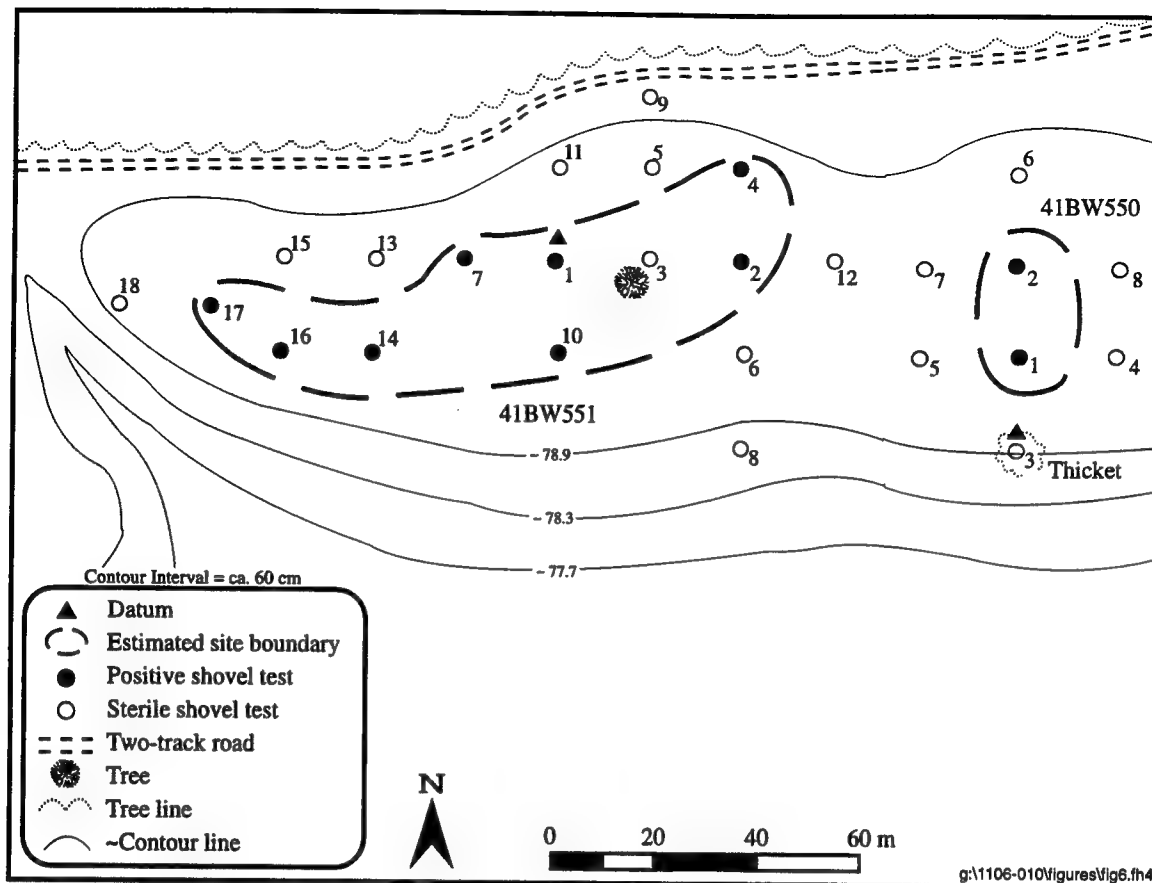 9
11
5
4
6
41BW550
15
13
7
1
3
2
12
7
2
8
18
17
16
14
10
6
5
1
4
41BW551
~ 78.9
8
3
Thicket
~ 78.3
~ 77.7
Contour Interval = ca. 60 cm
Datum
Estimated site boundary
Positive shovel test
Sterile shovel test
Two-track road
Tree
Tree line
~Contour line
N
0 20 40 60 m
g:\1106-010\figures\fig6.fh4